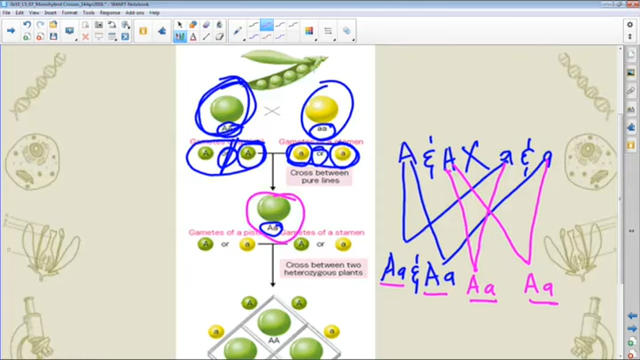 File Edit View Insert Format Tools Add-ons Help
AA
aa
Gametes of a pistil Gametes of a stamen
A or A a or a
Cross between
pure lines
Aa
Gametes of a pistil Gametes of a stamen
A or a A or a
Cross between two
heterozygous plants
A A
a AA a
A & A X a & a
Aa & Aa Aa Aa